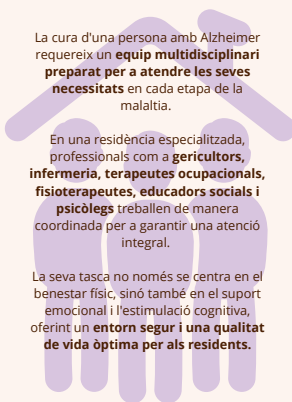 La cura d'una persona amb Alzheimer
requereix un equip multidisciplinari
preparat per a atendre les seves
necessitats en cada etapa de la
malaltia.
En una residència especialitzada,
professionals com a gericultors,
infermeria, terapeutes ocupacionals,
fisioterapeutes, educadors socials i
psicòlegs treballen de manera
coordinada per a garantir una atenció
integral.
La seva tasca no només se centra en el
benestar físic, sinó també en el suport
emocional i l'estimulació cognitiva,
oferint un entorn segur i una qualitat
de vida òptima per als residents.